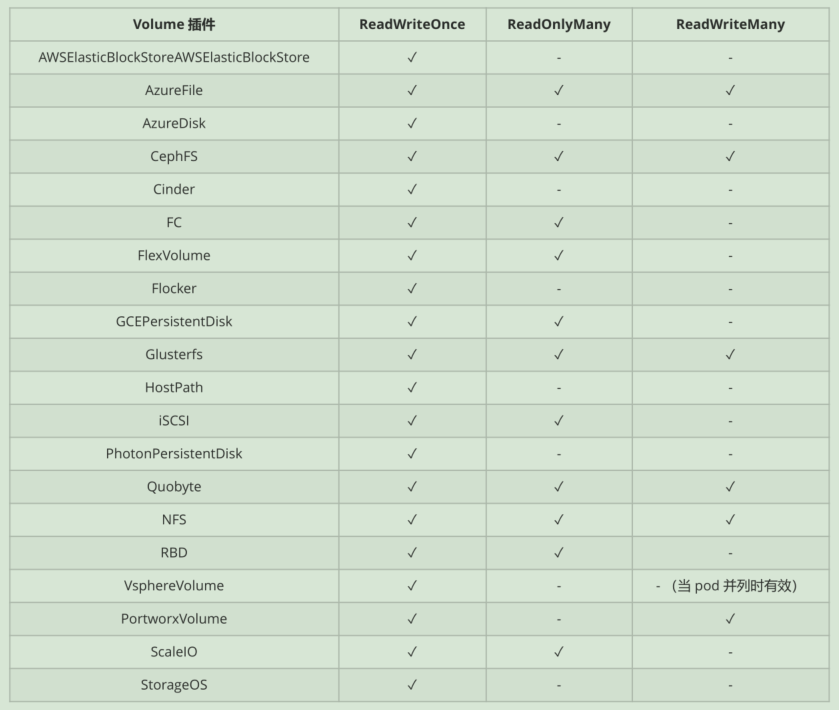 Volume 插件 ReadWriteOnce ReadOnlyMany ReadWriteMany
AWSElasticBlockStoreAWSElasticBlockStore ✓ - -
AzureFile ✓ ✓ ✓
AzureDisk ✓ - -
CephFS ✓ ✓ ✓
Cinder ✓ - -
FC ✓ ✓ -
FlexVolume ✓ ✓ -
Flocker ✓ - -
GCEPersistentDisk ✓ ✓ -
Glusterfs ✓ ✓ ✓
HostPath ✓ - -
iSCSI ✓ ✓ -
PhotonPersistentDisk ✓ - -
Quobyte ✓ ✓ ✓
NFS ✓ ✓ ✓
RBD ✓ ✓ -
VsphereVolume ✓ - - （当 pod 并列时有效）
PortworxVolume ✓ - ✓
ScaleIO ✓ ✓ -
StorageOS ✓ - -